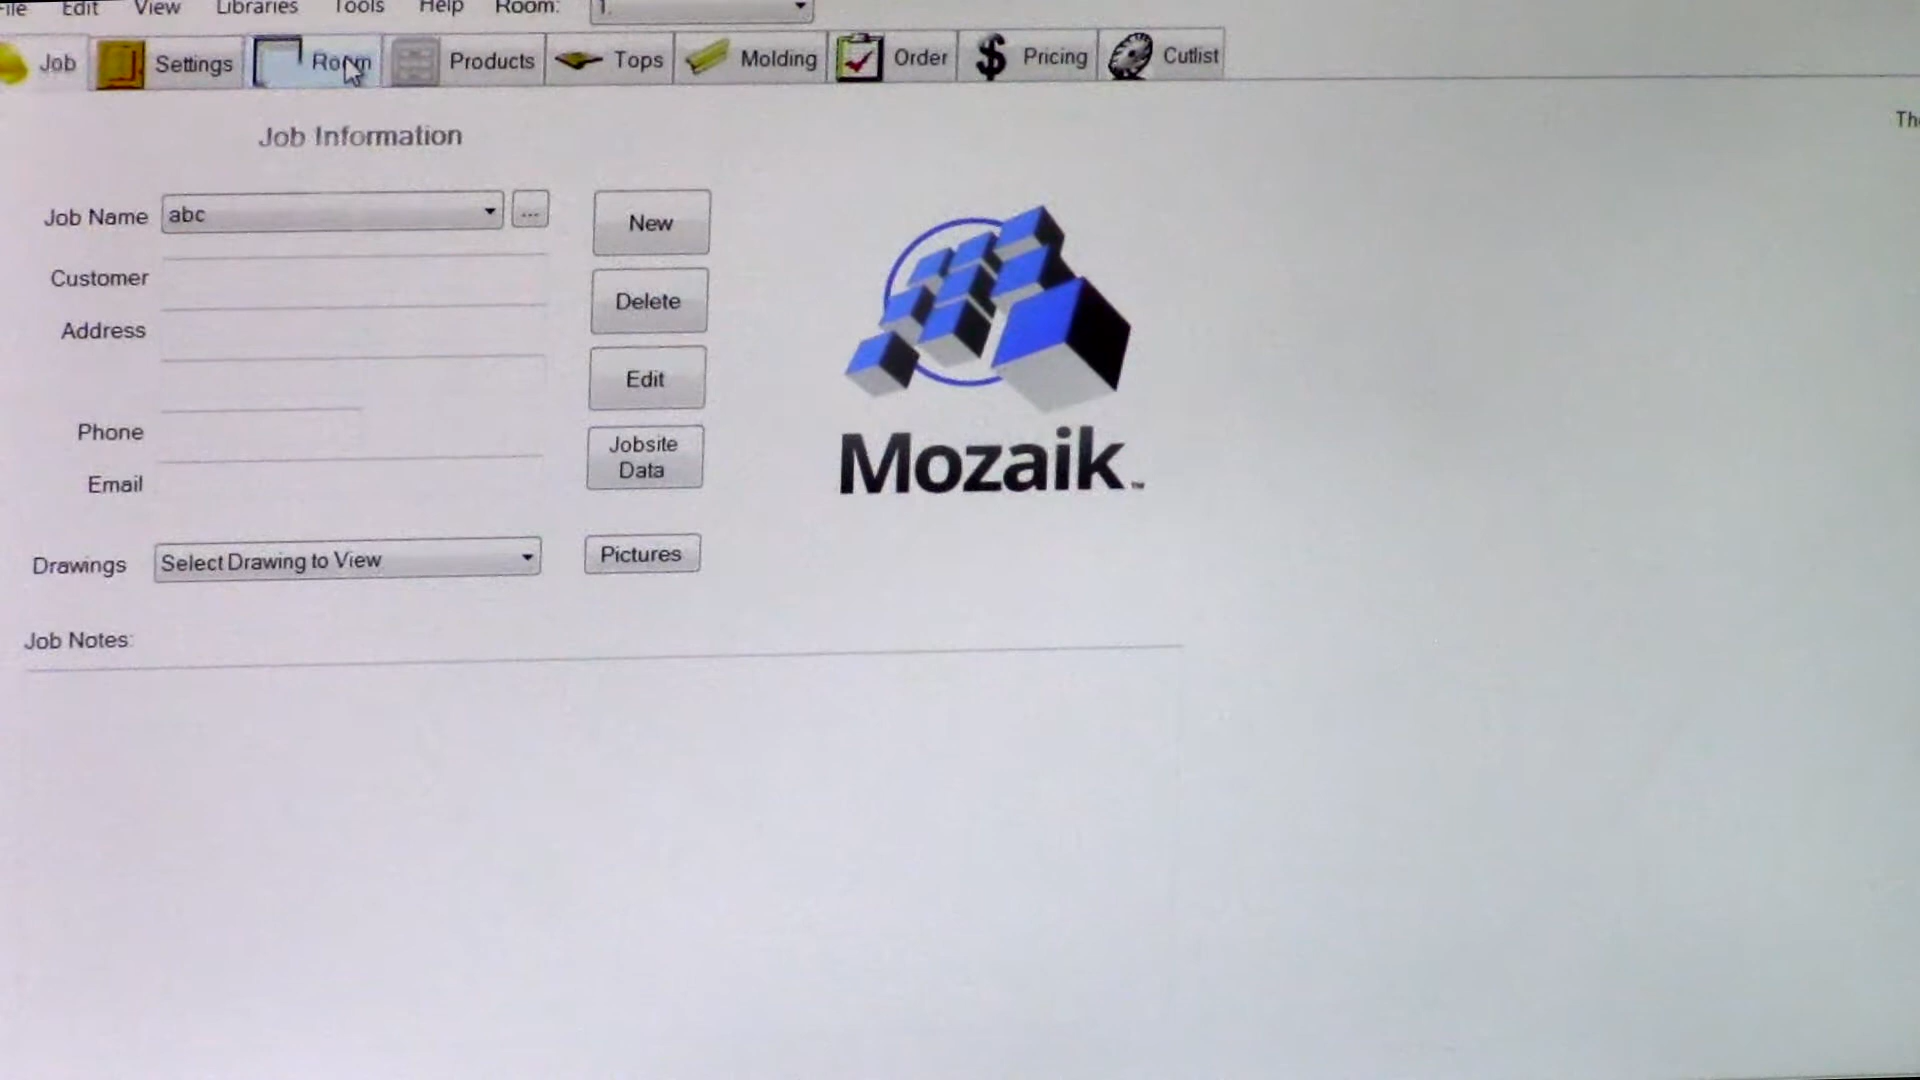 File Edit View Libraries Tools Help Room: 1.
Job Settings Room Products Tops Molding Order Pricing Cutlist
Job Information
Job Name abc ... New
Customer
Delete
Address
Edit
Phone
Jobsite
Data
Email
Mozaik™
Drawings Select Drawing to View Pictures
Job Notes: